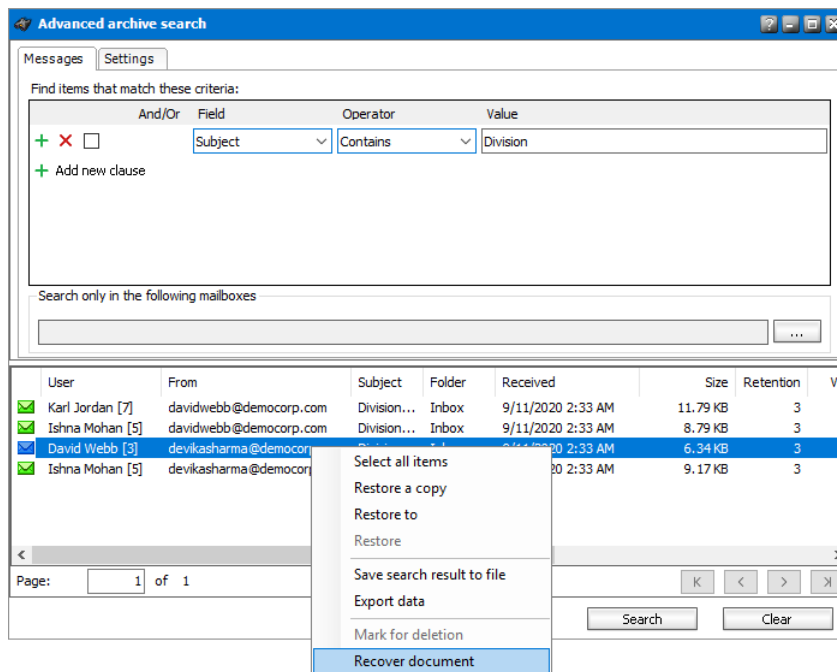 Advanced archive search
Messages Settings
Find items that match these criteria:
And/Or Field Operator Value
Subject Contains Division
Add new clause
Search only in the following mailboxes
...
User From Subject Folder Received Size Retention
Karl Jordan [7] davidwebb@democorp.com Division... Inbox 9/11/2020 2:33 AM 11.79 KB 3
Ishna Mohan [5] davidwebb@democorp.com Division... Inbox 9/11/2020 2:33 AM 8.79 KB 3
David Webb [3] devikasharma@democorp 6.34 KB 3
Ishna Mohan [5] devikasharma@democorp 20 2:33 AM 9.17 KB 3
Select all items
Restore a copy
Restore to
Restore
Save search result to file
Export data
Mark for deletion
Recover document
Page: 1 of 1
Search Clear